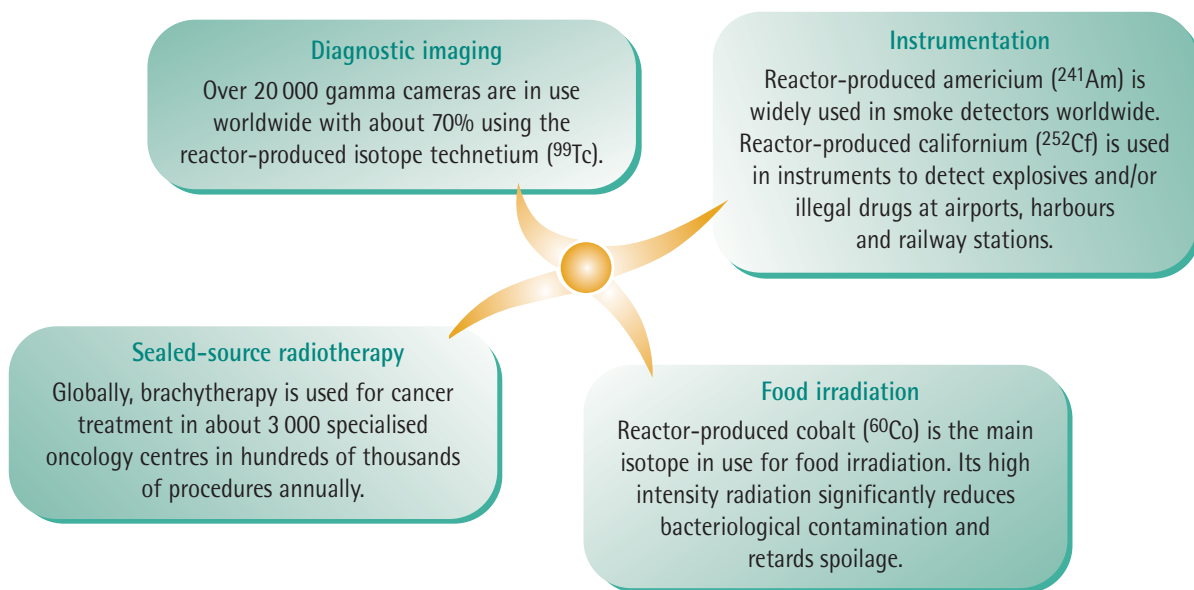 Diagnostic imaging
Over 20 000 gamma cameras are in use
worldwide with about 70% using the
reactor-produced isotope technetium (⁹⁹Tc).
Instrumentation
Reactor-produced americium (²⁴¹Am) is
widely used in smoke detectors worldwide.
Reactor-produced californium (²⁵²Cf) is used
in instruments to detect explosives and/or
illegal drugs at airports, harbours
and railway stations.
Sealed-source radiotherapy
Globally, brachytherapy is used for cancer
treatment in about 3 000 specialised
oncology centres in hundreds of thousands
of procedures annually.
Food irradiation
Reactor-produced cobalt (⁶⁰Co) is the main
isotope in use for food irradiation. Its high
intensity radiation significantly reduces
bacteriological contamination and
retards spoilage.